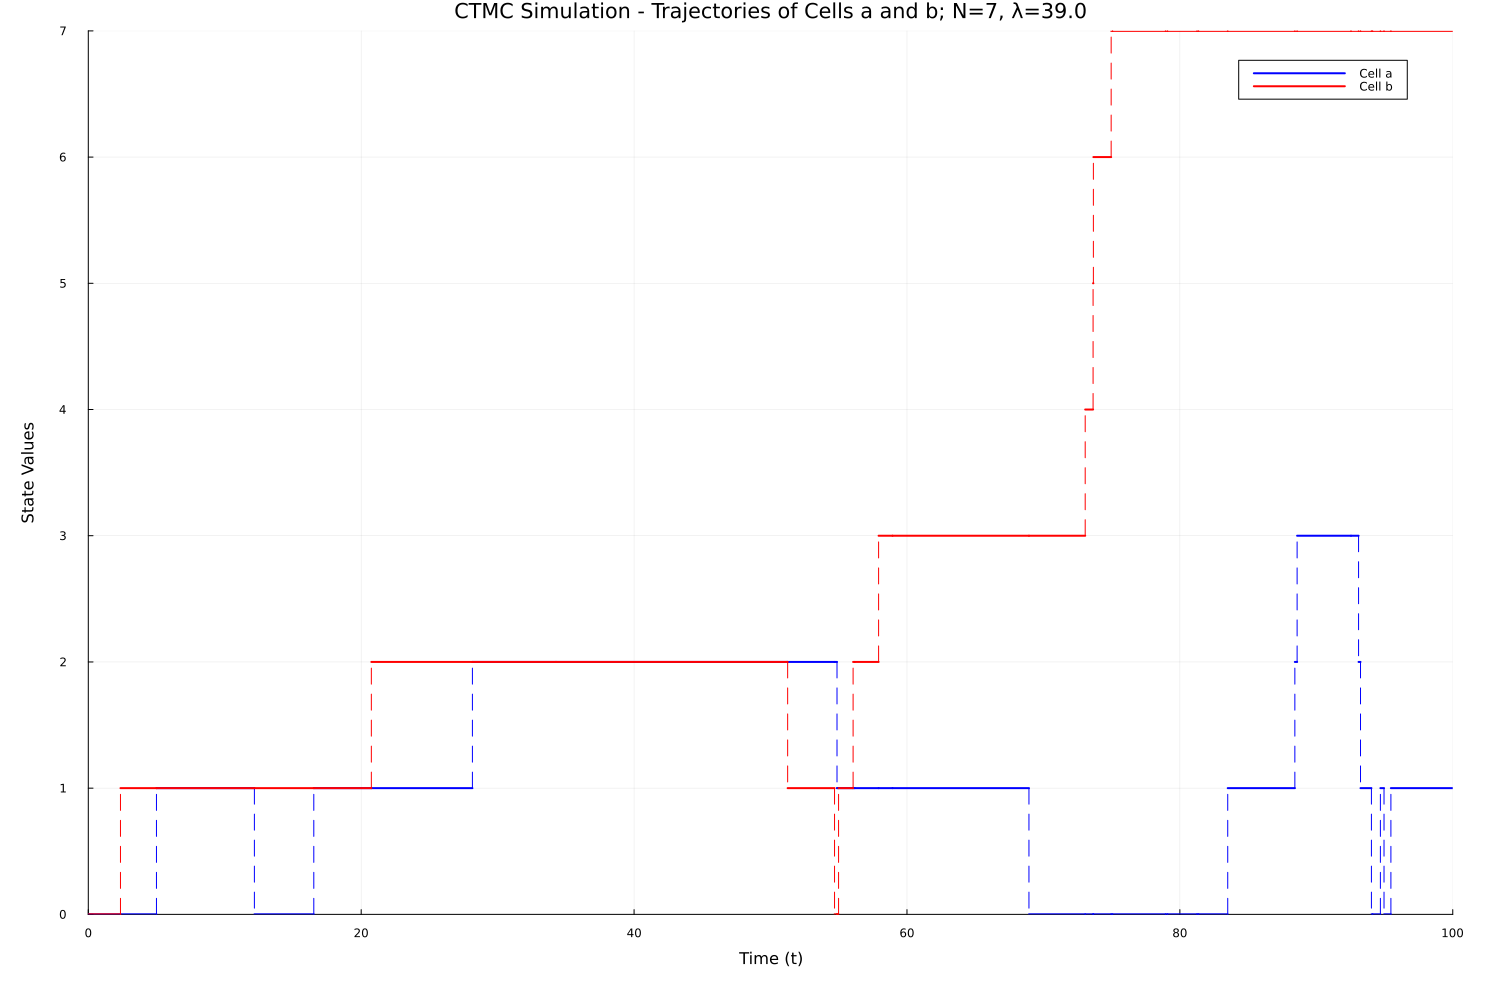 CTMC Simulation - Trajectories of Cells a and b; N=7, λ=39.0
7
6
5
4
3
2
1
0
State Values
Cell a
Cell b
0 20 40 60 80 100
Time (t)